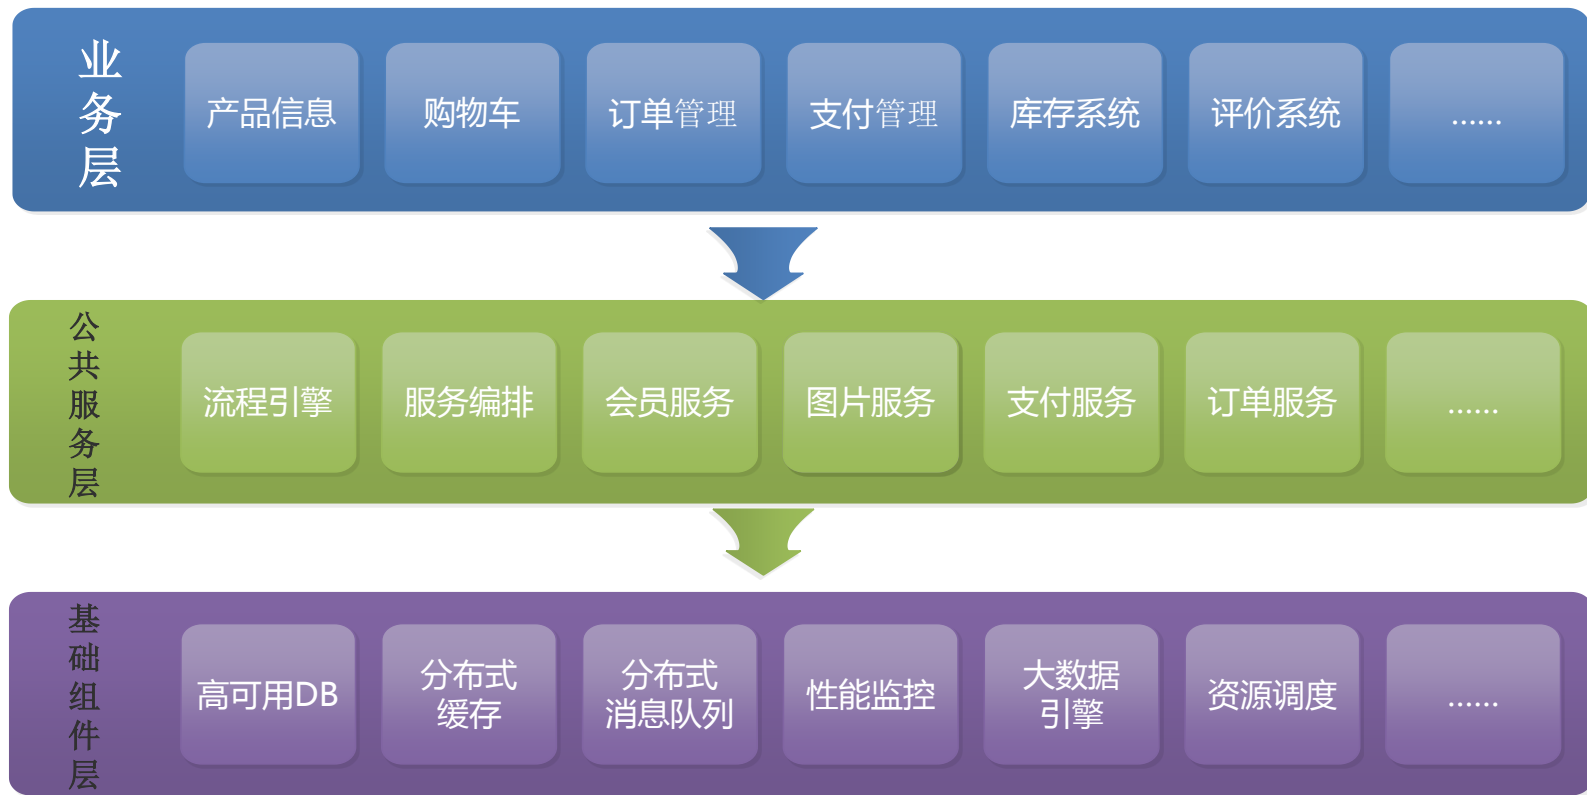 业务层
产品信息
购物车
订单管理
支付管理
库存系统
评价系统
......
公共服务层
流程引擎
服务编排
会员服务
图片服务
支付服务
订单服务
......
基础组件层
高可用DB
分布式
缓存
分布式
消息队列
性能监控
大数据
引擎
资源调度
......